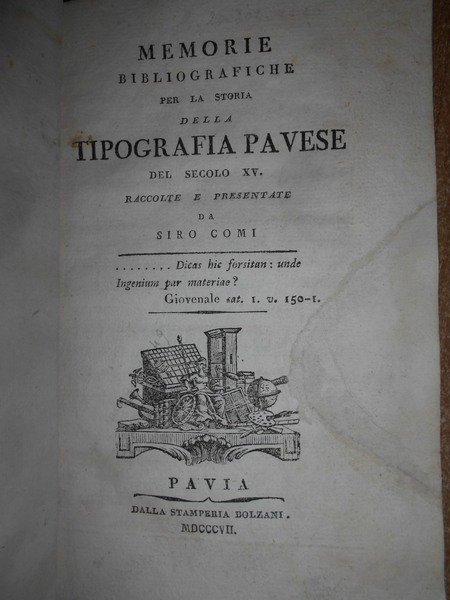 MEMORIE
BIBLIOGRAFICHE
PER LA STORIA
DELLA
TIPOGRAFIA PAVESE
DEL SECOLO XV.
RACCOLTE E PRESENTATE
DA
SIRO COMI
........ Dicas hic forsitan: unde
Ingenium par materiae?
Giovenale sat. I. v. 150-1.
PAVIA
DALLA STAMPERIA BOLZANI.
MDCCCVII.